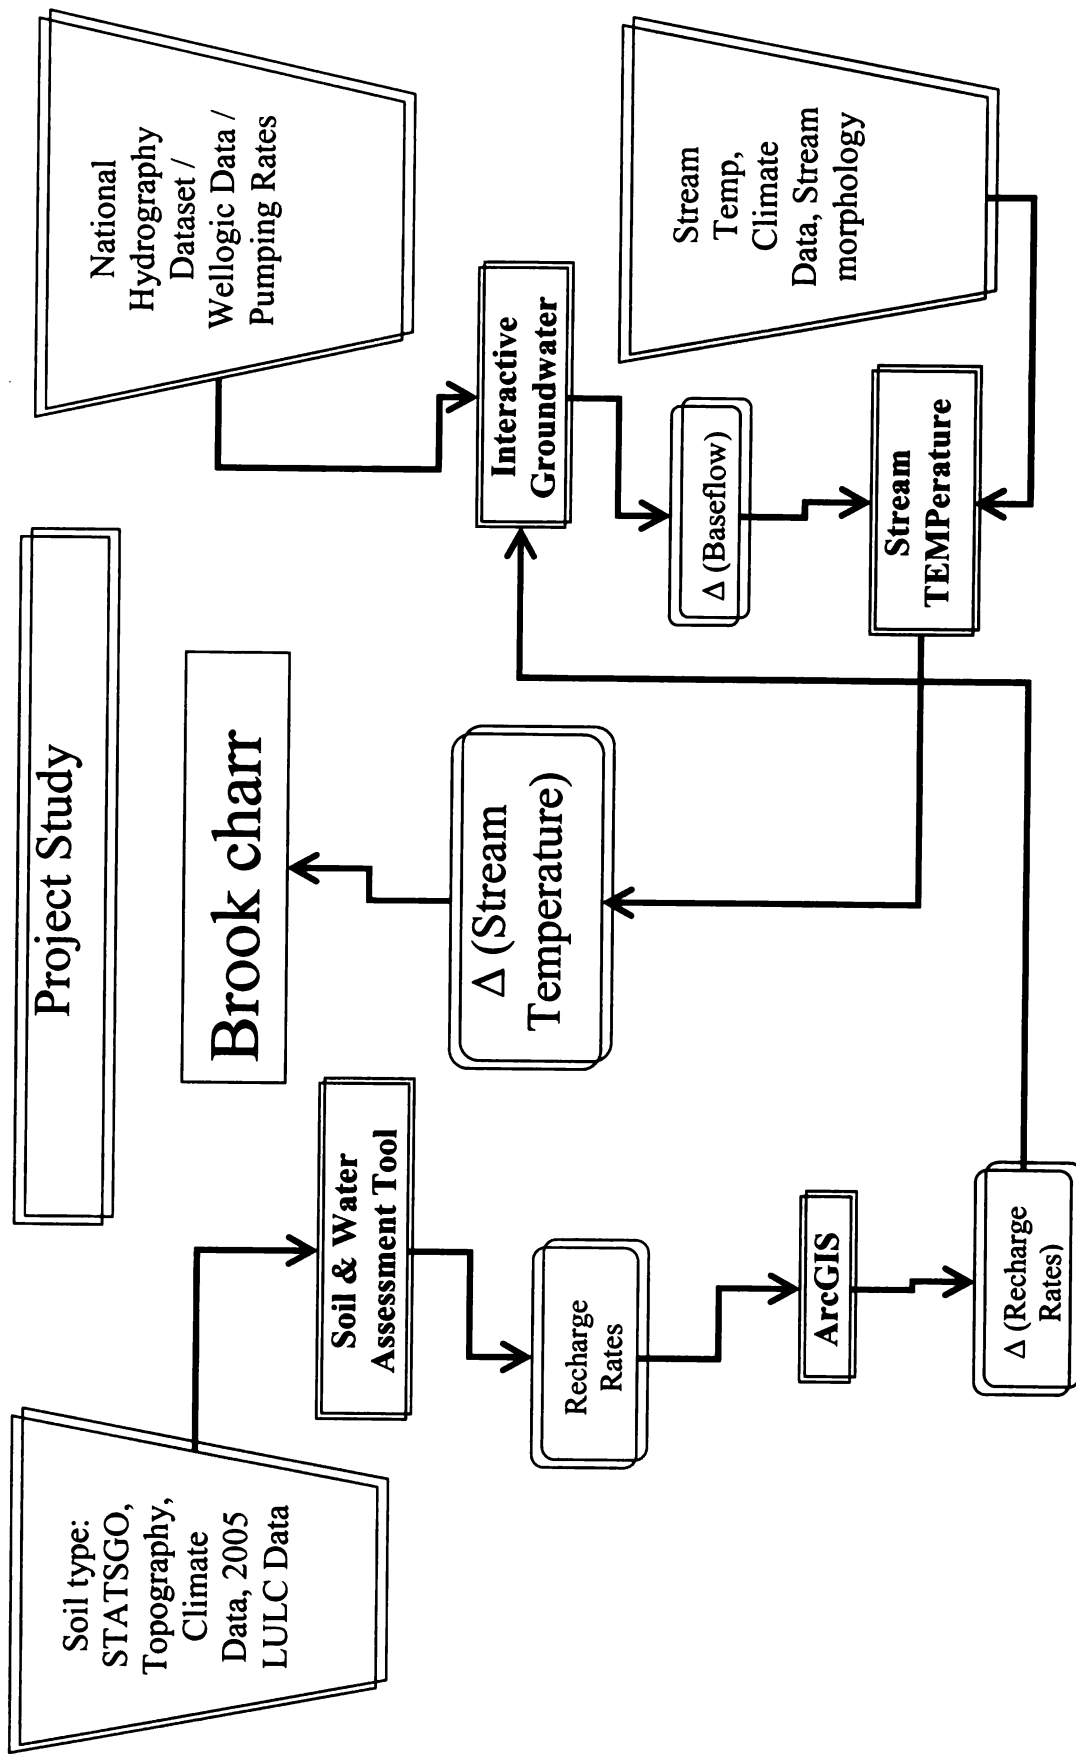 Project Study
Soil type:
STATSGO,
Topography,
Climate
Data, 2005
LULC Data
Soil & Water
Assessment Tool
Recharge
Rates
ArcGIS
Δ (Recharge
Rates)
Brook charr
Δ (Stream
Temperature)
National
Hydrography
Dataset /
Wellogic Data /
Pumping Rates
Interactive
Groundwater
Δ (Baseflow)
Stream
TEMPerature
Stream
Temp,
Climate
Data, Stream
morphology